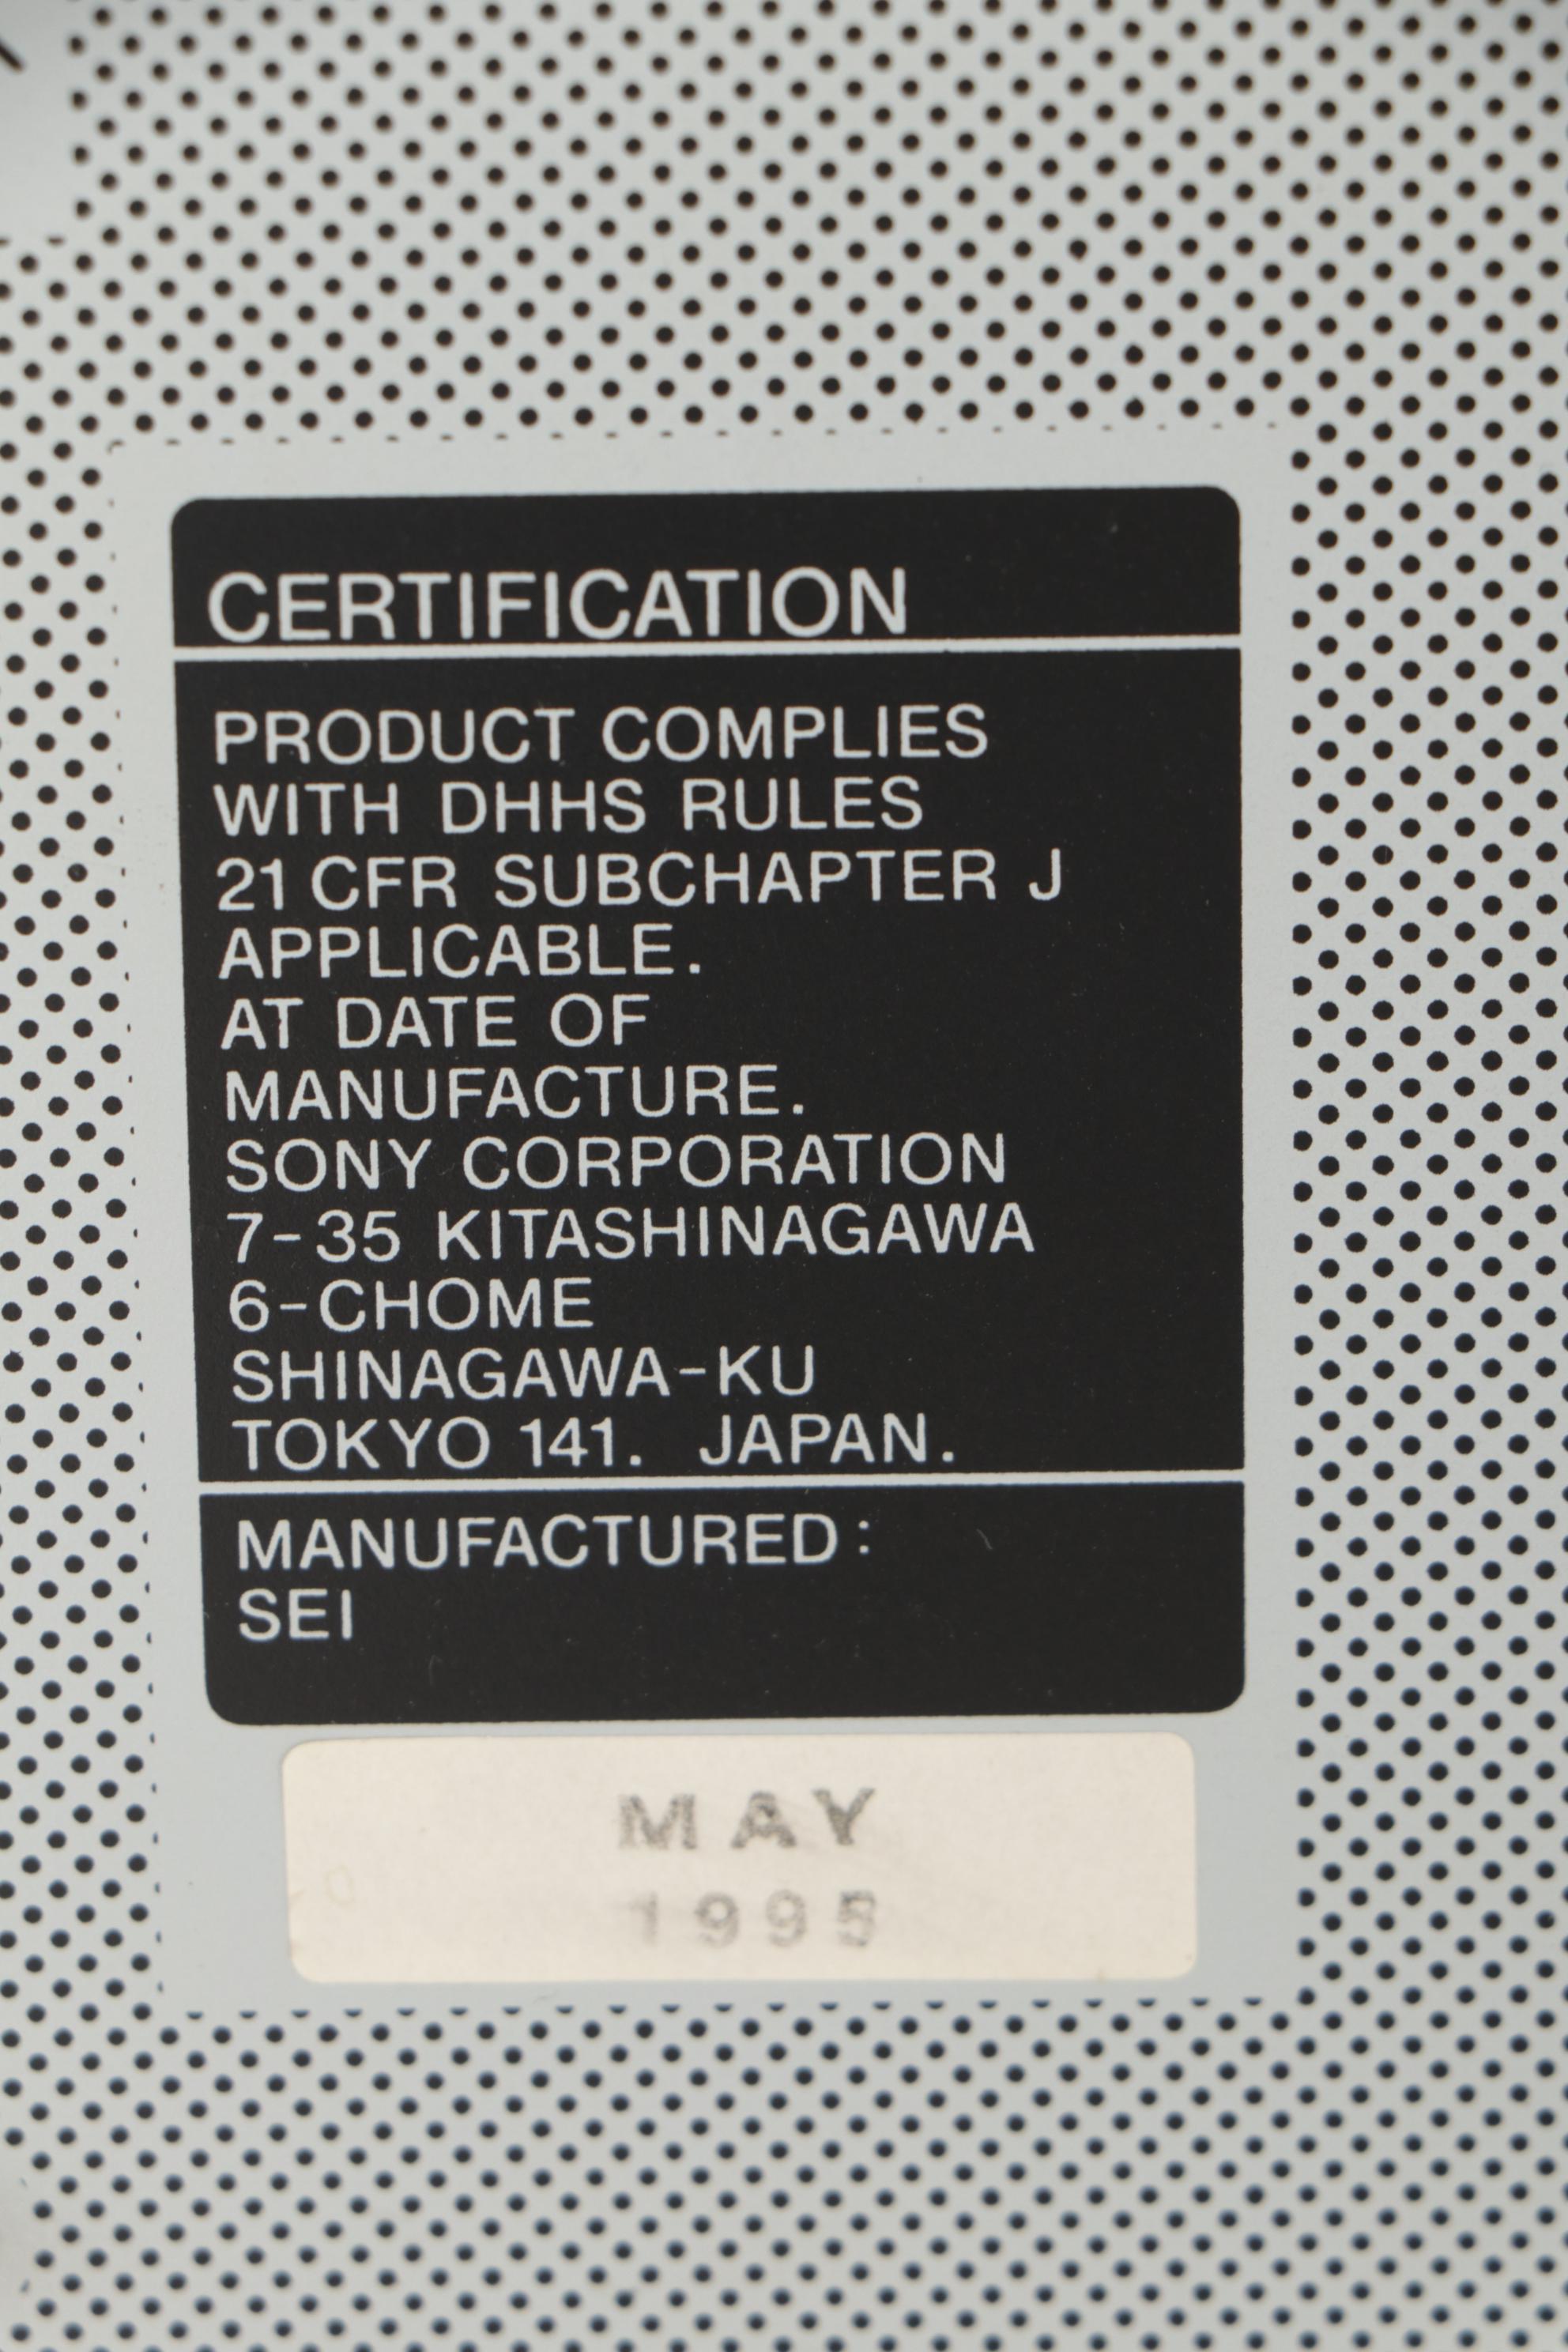 CERTIFICATION
PRODUCT COMPLIES
WITH DHHS RULES
21 CFR SUBCHAPTER J
APPLICABLE.
AT DATE OF
MANUFACTURE.
SONY CORPORATION
7-35 KITASHINAGAWA
6-CHOME
SHINAGAWA-KU
TOKYO 141. JAPAN.
MANUFACTURED:
SEI
MAY
1995